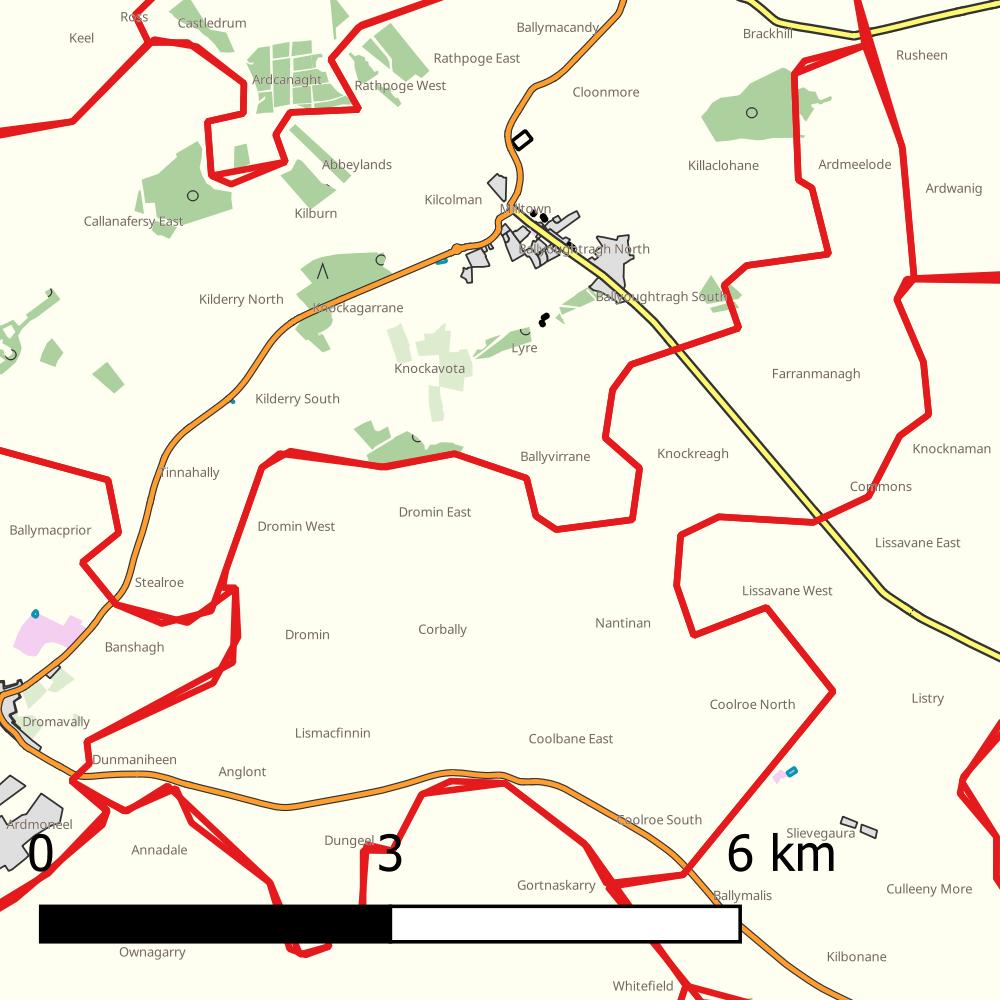 Ross
Castledrum
Ballymacandy
Brackhill
Keel
Rathpoge East
Rusheen
Ardcanaght
Rathpoge West
Cloonmore
Abbeylands
Killaclohane
Ardmeelode
Ardwanig
Kilcolman
Milltown
Kilburn
Callanafersy East
Ballyoughtragh North
Kilderry North
Knockagarrane
Ballyoughtragh South
Lyre
Knockavota
Farranmanagh
Kilderry South
Knocknaman
Knockreagh
Ballyvirrane
Tinnahally
Commons
Dromin East
Dromin West
Ballymacprior
Lissavane East
Stealroe
Lissavane West
Nantinan
Corbally
Dromin
Banshagh
Listry
Coolroe North
Dromavally
Lismacfinnin
Coolbane East
Dunmaniheen
Anglont
Coolroe South
Ardmoneel
Slievegaura
Dungeel
Annadale
0 3 6 km
Gortnaskarry
Culleeny More
Ballymalis
Ownagarry
Kilbonane
Whitefield